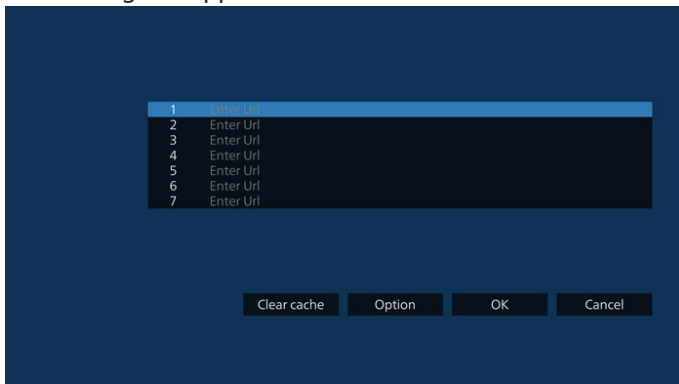 1 Enter Url
2 Enter Url
3 Enter Url
4 Enter Url
5 Enter Url
6 Enter Url
7 Enter Url
Clear cache Option OK Cancel